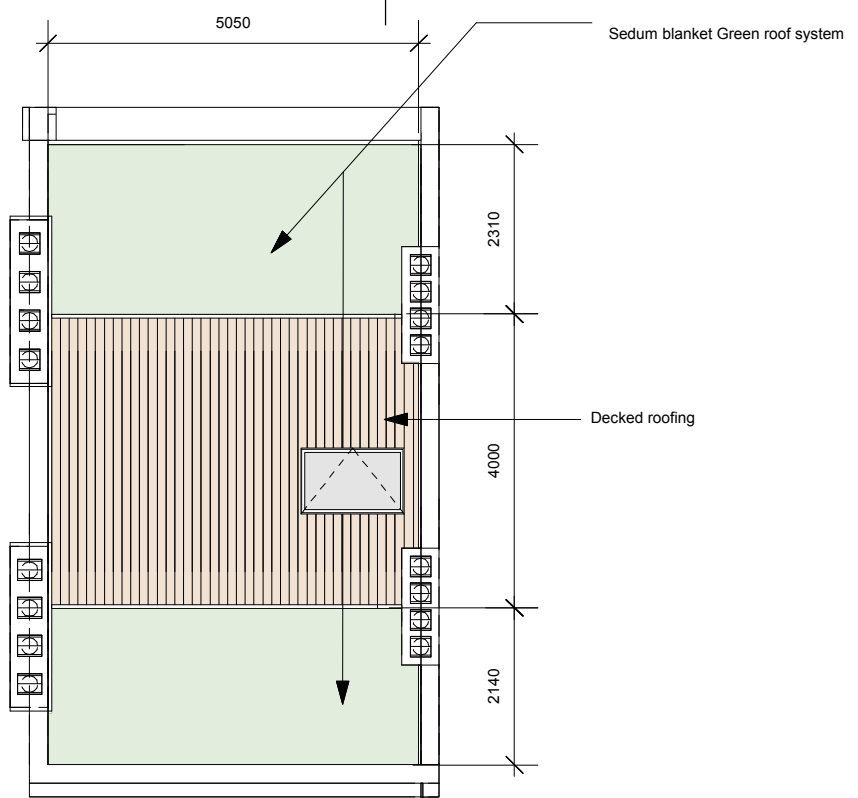 5050
Sedum blanket Green roof system
2310
Decked roofing
4000
2140